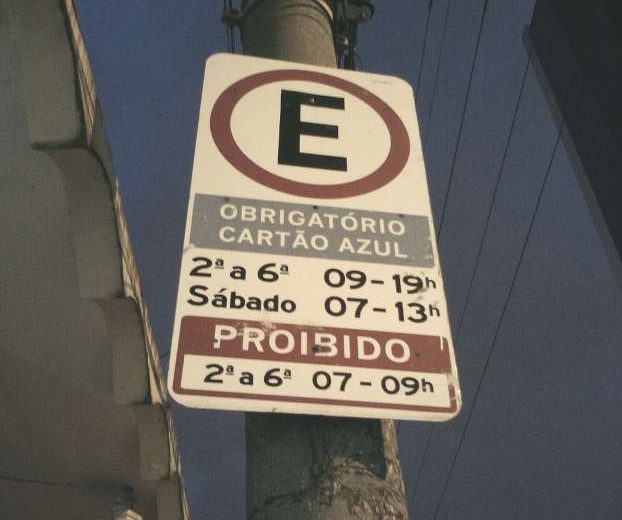 E
OBRIGATÓRIO
CARTÃO AZUL
2ª a 6ª 09 - 19h
Sábado 07 - 13h
PROIBIDO
2ª a 6ª 07 - 09h